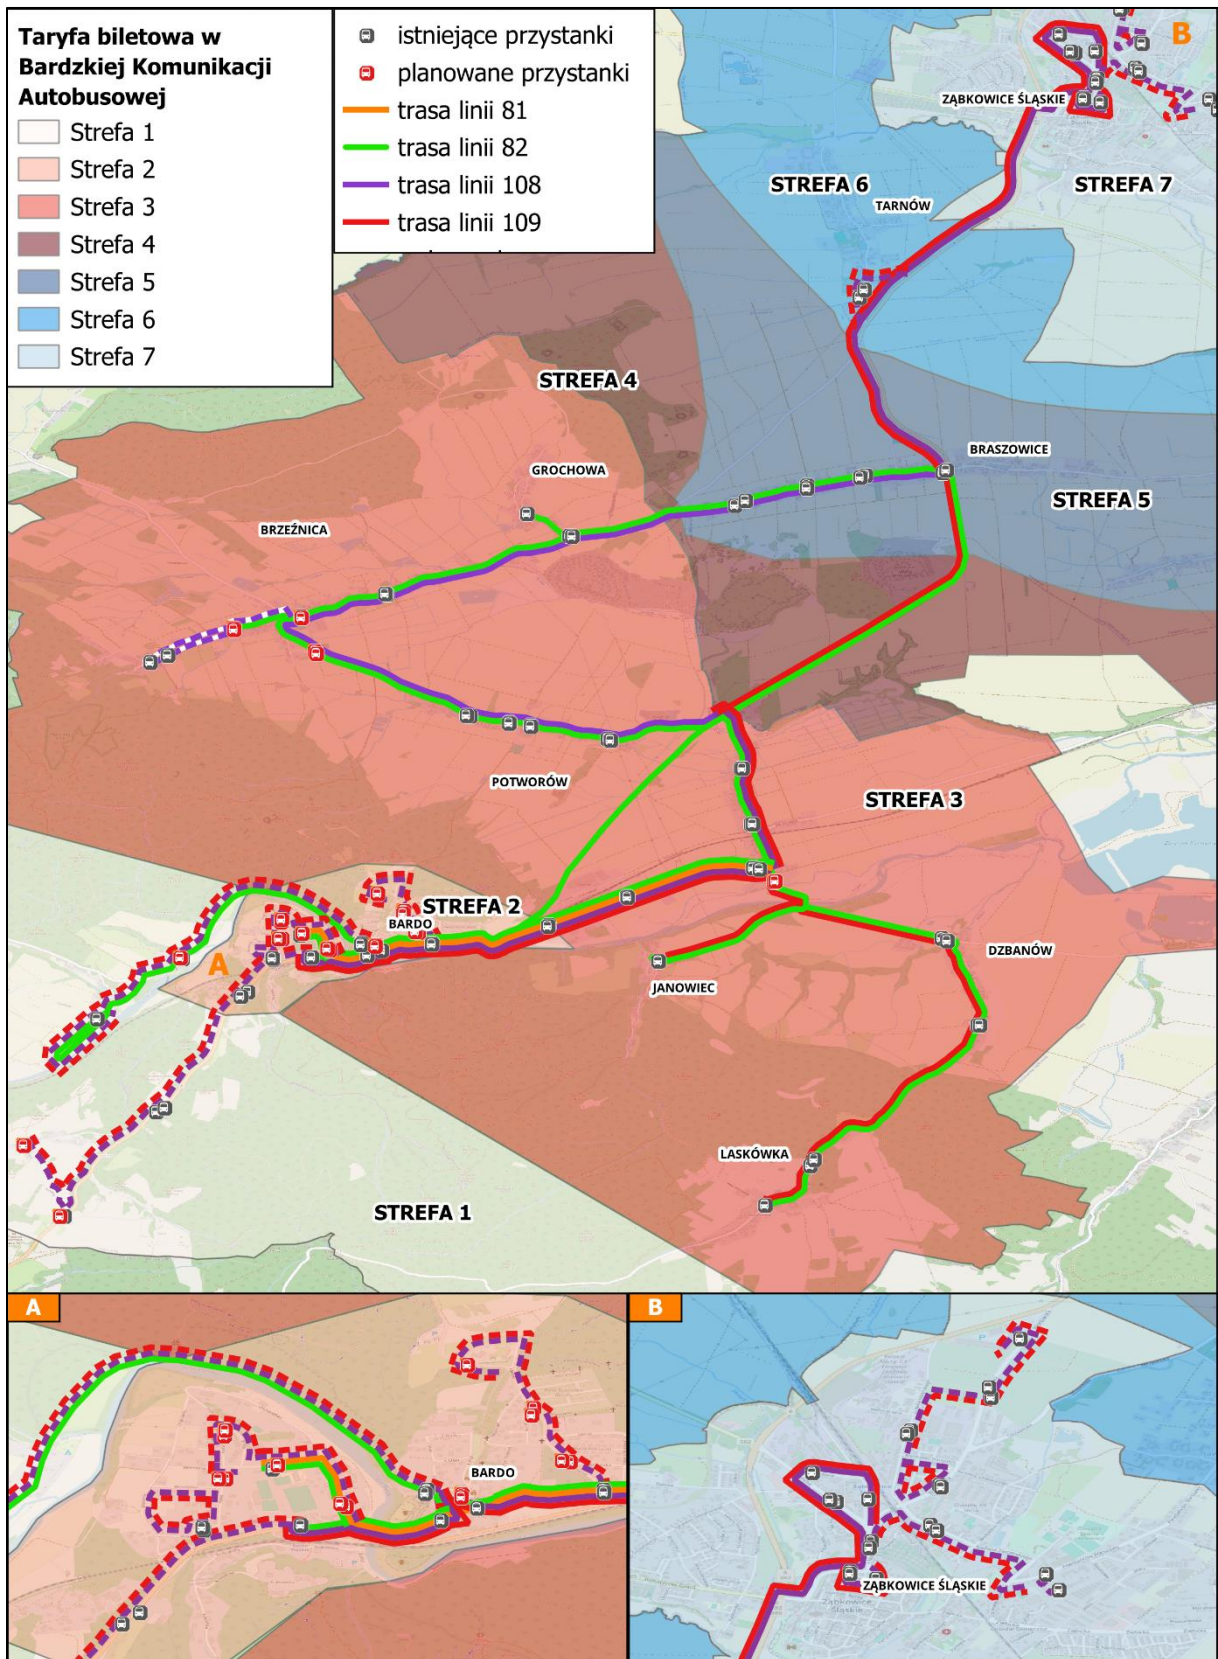 Taryfa biletowa w
Bardzkiej Komunikacji
Autobusowej
Strefa 1
Strefa 2
Strefa 3
Strefa 4
Strefa 5
Strefa 6
Strefa 7
istniejące przystanki
planowane przystanki
trasa linii 81
trasa linii 82
trasa linii 108
trasa linii 109
B
ZĄBKOWICE ŚLĄSKIE
STREFA 6
STREFA 7
TARNÓW
STREFA 4
BRASZOWICE
GROCHOWA
STREFA 5
BRZEŹNICA
POTWORÓW
STREFA 3
STREFA 2
BARDO
A
DZBANÓW
JANOWIEC
LASKÓWKA
STREFA 1
A
BARDO
B
ZĄBKOWICE ŚLĄSKIE
Ząbkowice
Śląskie